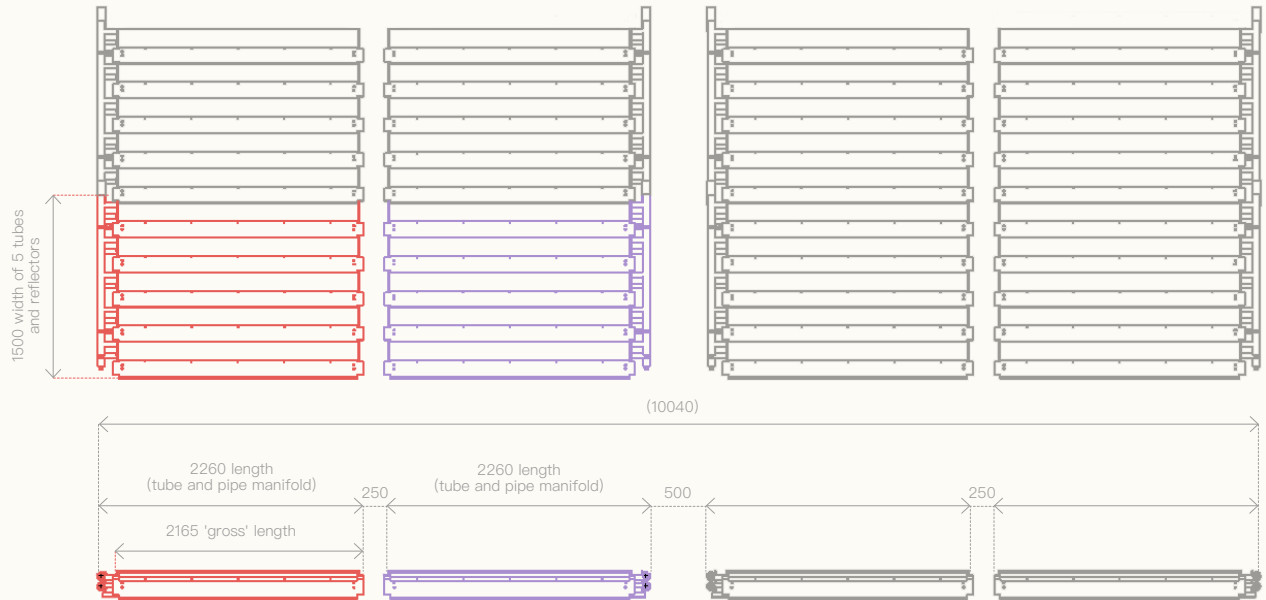 1500 width of 5 tubes
and reflectors
(10040)
2260 length
(tube and pipe manifold)
250
2260 length
(tube and pipe manifold)
500
250
2165 'gross' length